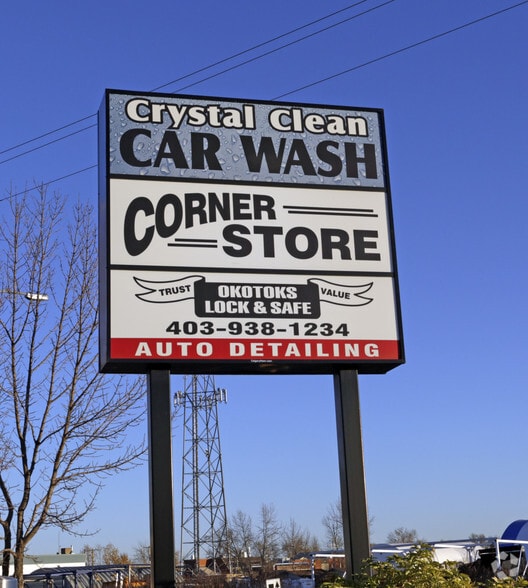 Crystal Clean
CAR WASH
CORNER
STORE
TRUST
OKOTOKS
LOCK & SAFE
VALUE
403-938-1234
AUTO DETAILING